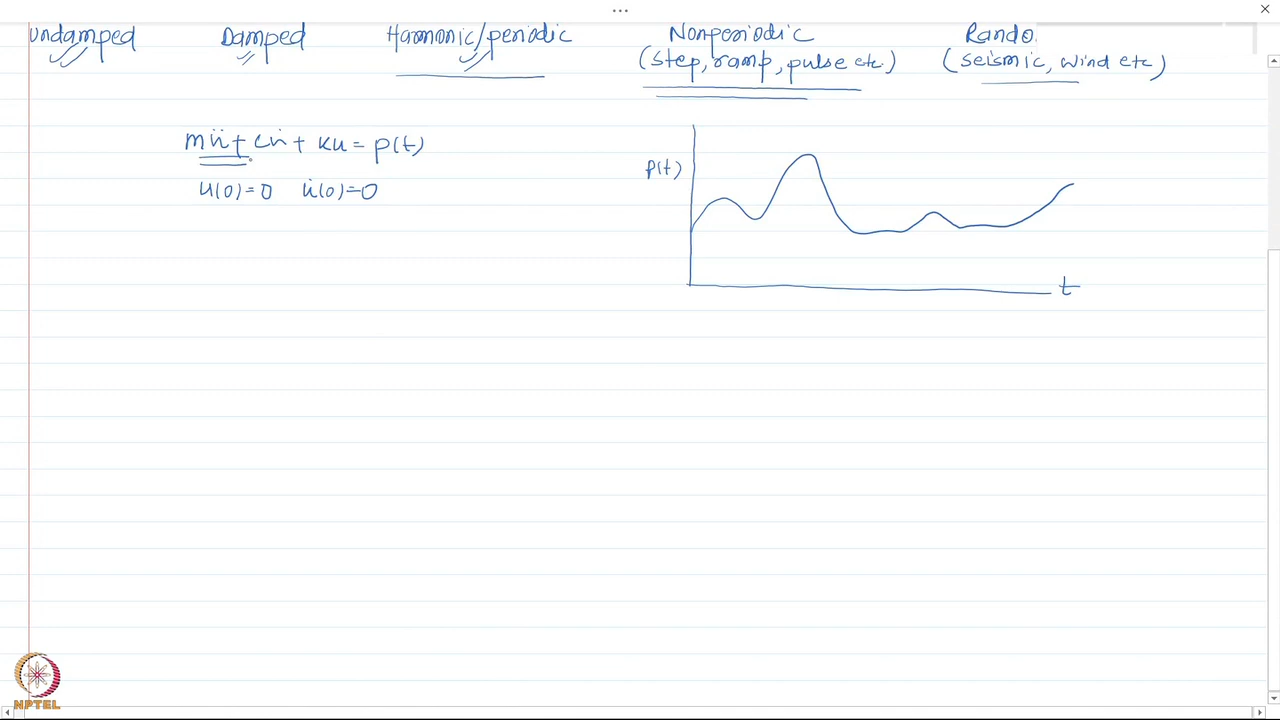 undamped Damped Harmonic/periodic Nonperiodic
(step, ramp, pulse etc.) (seismic, wind etc)
mü + cu̇ + ku = p(t)
u(0)=0 u̇(0)=0
p(t)
t
NPTEL